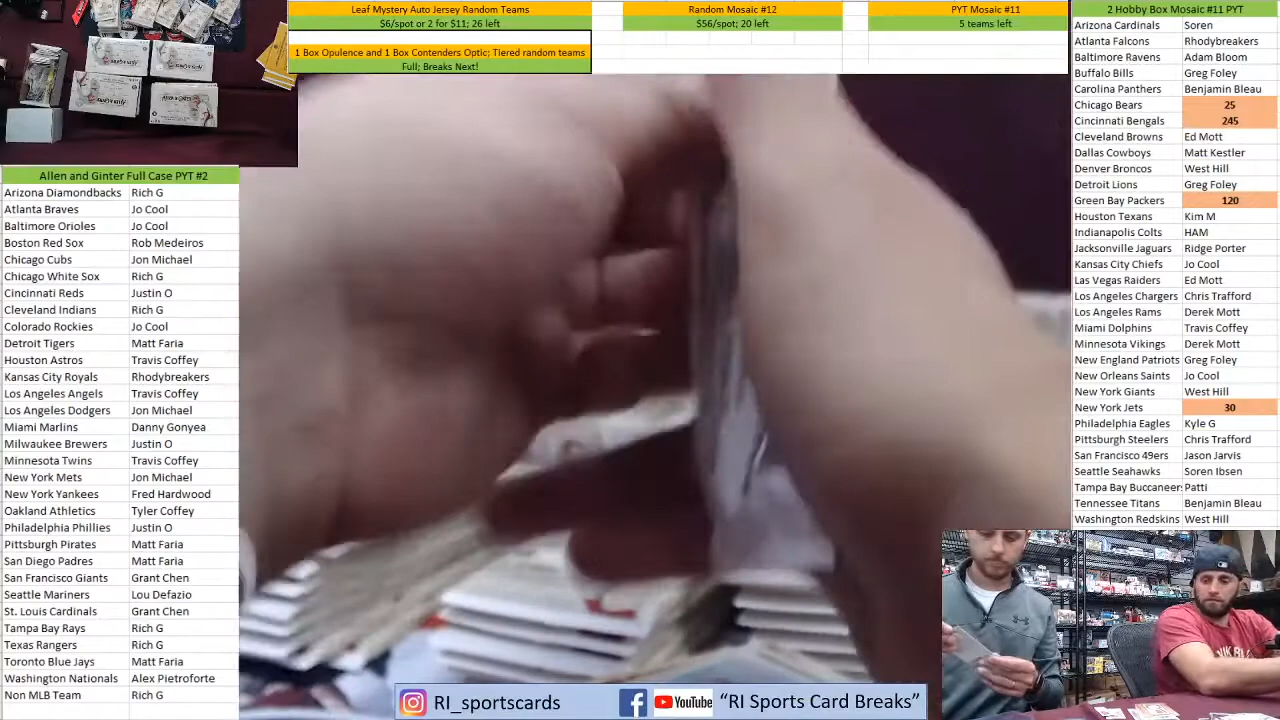 Leaf Mystery Auto Jersey Random Teams
$6/spot or 2 for $11; 26 left
1 Box Opulence and 1 Box Contenders Optic; Tiered random teams
Full; Breaks Next!
Random Mosaic #12
$56/spot; 20 left
PYT Mosaic #11
5 teams left
Allen and Ginter Full Case PYT #2
Arizona Diamondbacks Rich G
Atlanta Braves Jo Cool
Baltimore Orioles Jo Cool
Boston Red Sox Rob Medeiros
Chicago Cubs Jon Michael
Chicago White Sox Rich G
Cincinnati Reds Justin O
Cleveland Indians Rich G
Colorado Rockies Jo Cool
Detroit Tigers Matt Faria
Houston Astros Travis Coffey
Kansas City Royals Rhodybreakers
Los Angeles Angels Travis Coffey
Los Angeles Dodgers Jon Michael
Miami Marlins Danny Gonyea
Milwaukee Brewers Justin O
Minnesota Twins Travis Coffey
New York Mets Jon Michael
New York Yankees Fred Hardwood
Oakland Athletics Tyler Coffey
Philadelphia Phillies Justin O
Pittsburgh Pirates Matt Faria
San Diego Padres Matt Faria
San Francisco Giants Grant Chen
Seattle Mariners Lou Defazio
St. Louis Cardinals Grant Chen
Tampa Bay Rays Rich G
Texas Rangers Rich G
Toronto Blue Jays Matt Faria
Washington Nationals Alex Pietroforte
Non MLB Team Rich G
2 Hobby Box Mosaic #11 PYT
Arizona Cardinals Soren
Atlanta Falcons Rhodybreakers
Baltimore Ravens Adam Bloom
Buffalo Bills Greg Foley
Carolina Panthers Benjamin Bleau
Chicago Bears 25
Cincinnati Bengals 245
Cleveland Browns Ed Mott
Dallas Cowboys Matt Kestler
Denver Broncos West Hill
Detroit Lions Greg Foley
Green Bay Packers 120
Houston Texans Kim M
Indianapolis Colts HAM
Jacksonville Jaguars Ridge Porter
Kansas City Chiefs Jo Cool
Las Vegas Raiders Ed Mott
Los Angeles Chargers Chris Trafford
Los Angeles Rams Derek Mott
Miami Dolphins Travis Coffey
Minnesota Vikings Derek Mott
New England Patriots Greg Foley
New Orleans Saints Jo Cool
New York Giants West Hill
New York Jets 30
Philadelphia Eagles Kyle G
Pittsburgh Steelers Chris Trafford
San Francisco 49ers Jason Jarvis
Seattle Seahawks Soren Ibsen
Tampa Bay Buccaneer Patti
Tennessee Titans Benjamin Bleau
Washington Redskins West Hill
RI_sportscards YouTube “RI Sports Card Breaks”